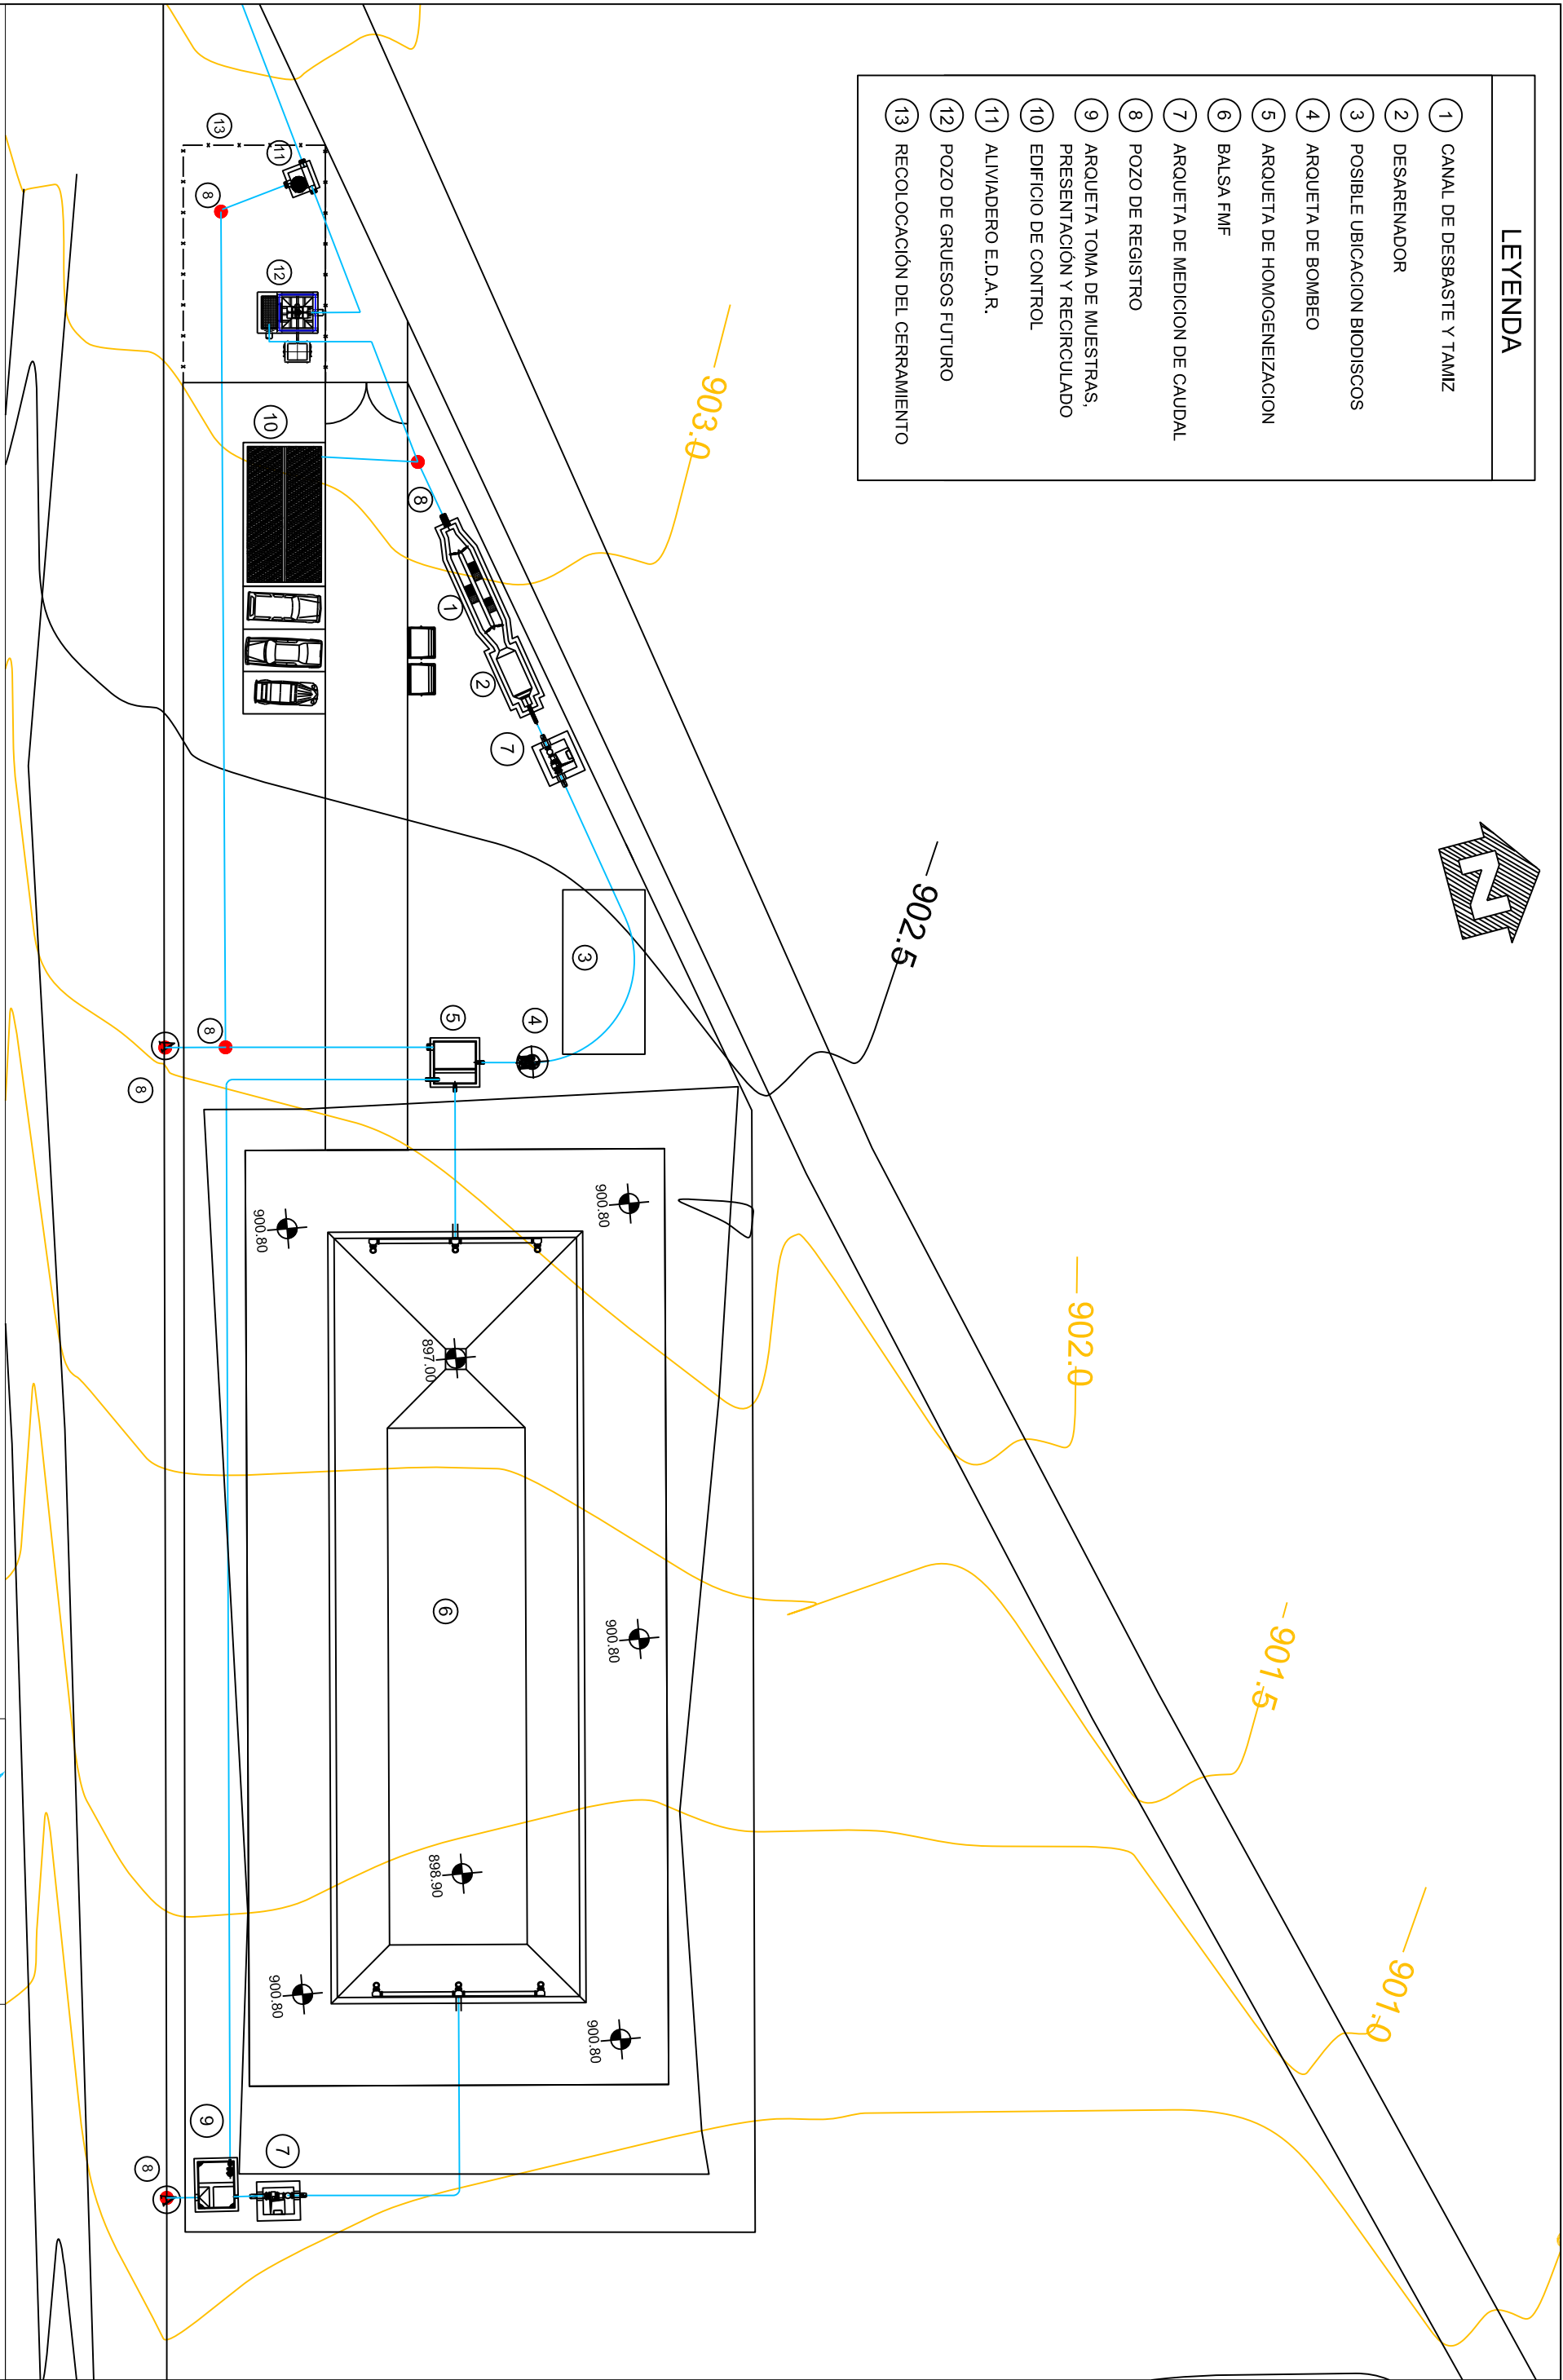 LEYENDA
1 CANAL DE DESBASTE Y TAMIZ
2 DESARENADOR
3 POSIBLE UBICACION BIODISCOS
4 ARQUETA DE BOMBEO
5 ARQUETA DE HOMOGENEIZACION
6 BALSA FMF
7 ARQUETA DE MEDICION DE CAUDAL
8 POZO DE REGISTRO
9 ARQUETA TOMA DE MUESTRAS,
PRESENTACIÓN Y RECIRCULADO
10 EDIFICIO DE CONTROL
11 ALIVIADERO E.D.A.R.
12 POZO DE GRUESOS FUTURO
13 RECOLOCACIÓN DEL CERRAMIENTO
N
903.0
902.5
902.0
901.5
901.0
13
11
8
12
10
8
1
2
7
3
4
5
8
8
900.80
900.80
897.00
6
900.80
898.90
900.80
900.80
9
7
8